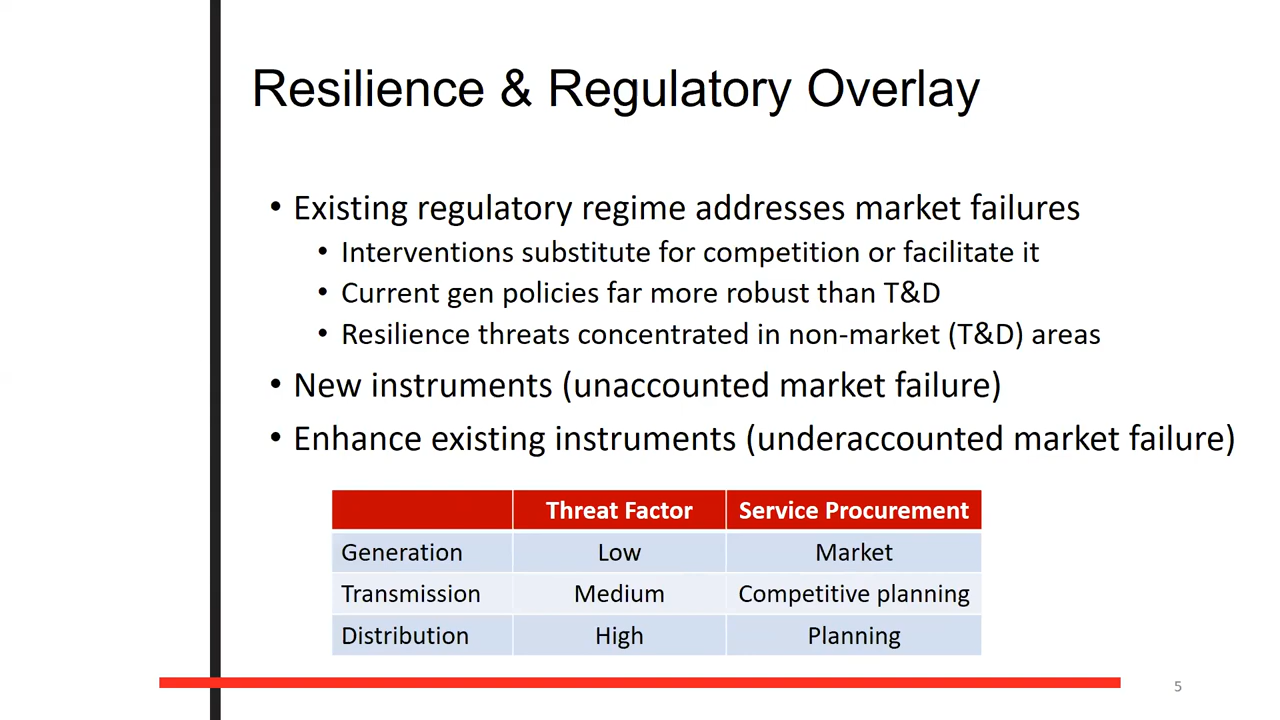 Resilience & Regulatory Overlay
• Existing regulatory regime addresses market failures
• Interventions substitute for competition or facilitate it
• Current gen policies far more robust than T&D
• Resilience threats concentrated in non-market (T&D) areas
• New instruments (unaccounted market failure)
• Enhance existing instruments (underaccounted market failure)
Threat Factor Service Procurement
Generation Low Market
Transmission Medium Competitive planning
Distribution High Planning
5